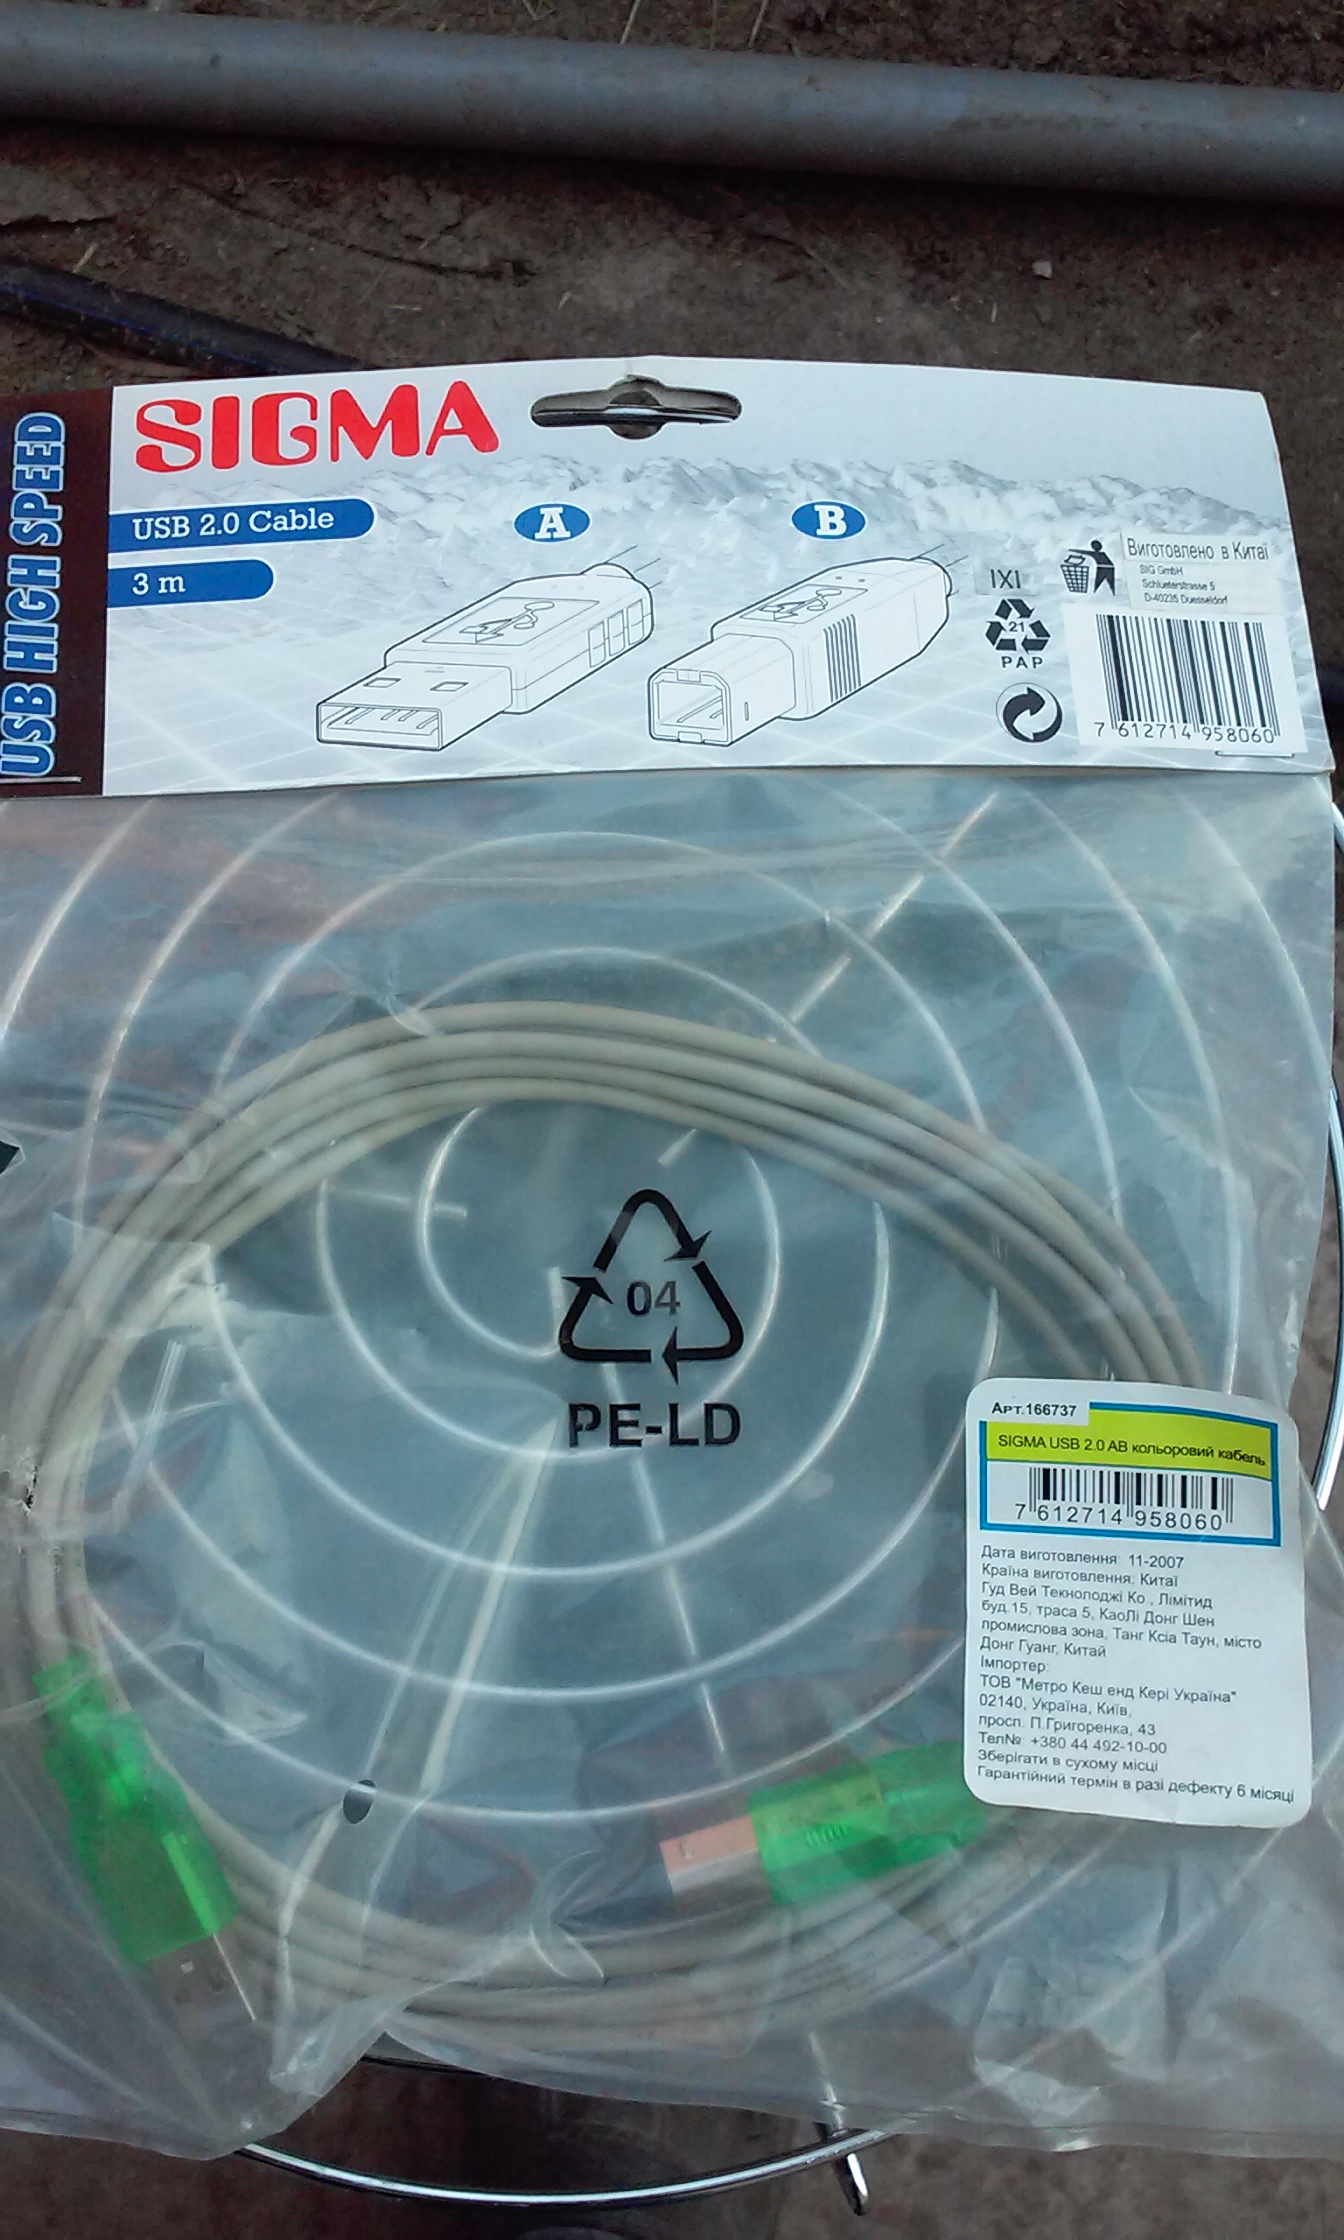 USB HIGH SPEED
SIGMA
USB 2.0 Cable
3 m
A
B
IXI
21
PAP
Виготовлено в Китаї
SIG GmbH
Schlueterstrasse 5
D-40235 Duesseldorf
7 612714 958060
04
PE-LD
Арт.166737
SIGMA USB 2.0 AB кольоровий кабель
7 612714 958060
Дата виготовлення: 11-2007
Країна виготовлення: Китаї
Гуд Вей Текнолоджі Ко., Лімітид
буд.15, траса 5, КаоЛі Донг Шен
промислова зона, Танг Ксіа Таун, місто
Донг Гуанг, Китай
Імпортер:
ТОВ "Метро Кеш енд Кері Україна"
02140, Україна, Київ,
просп. П.Григоренка, 43
Тел№: +380 44 492-10-00
Зберігати в сухому місці
Гарантійний термін в разі дефекту 6 місяці